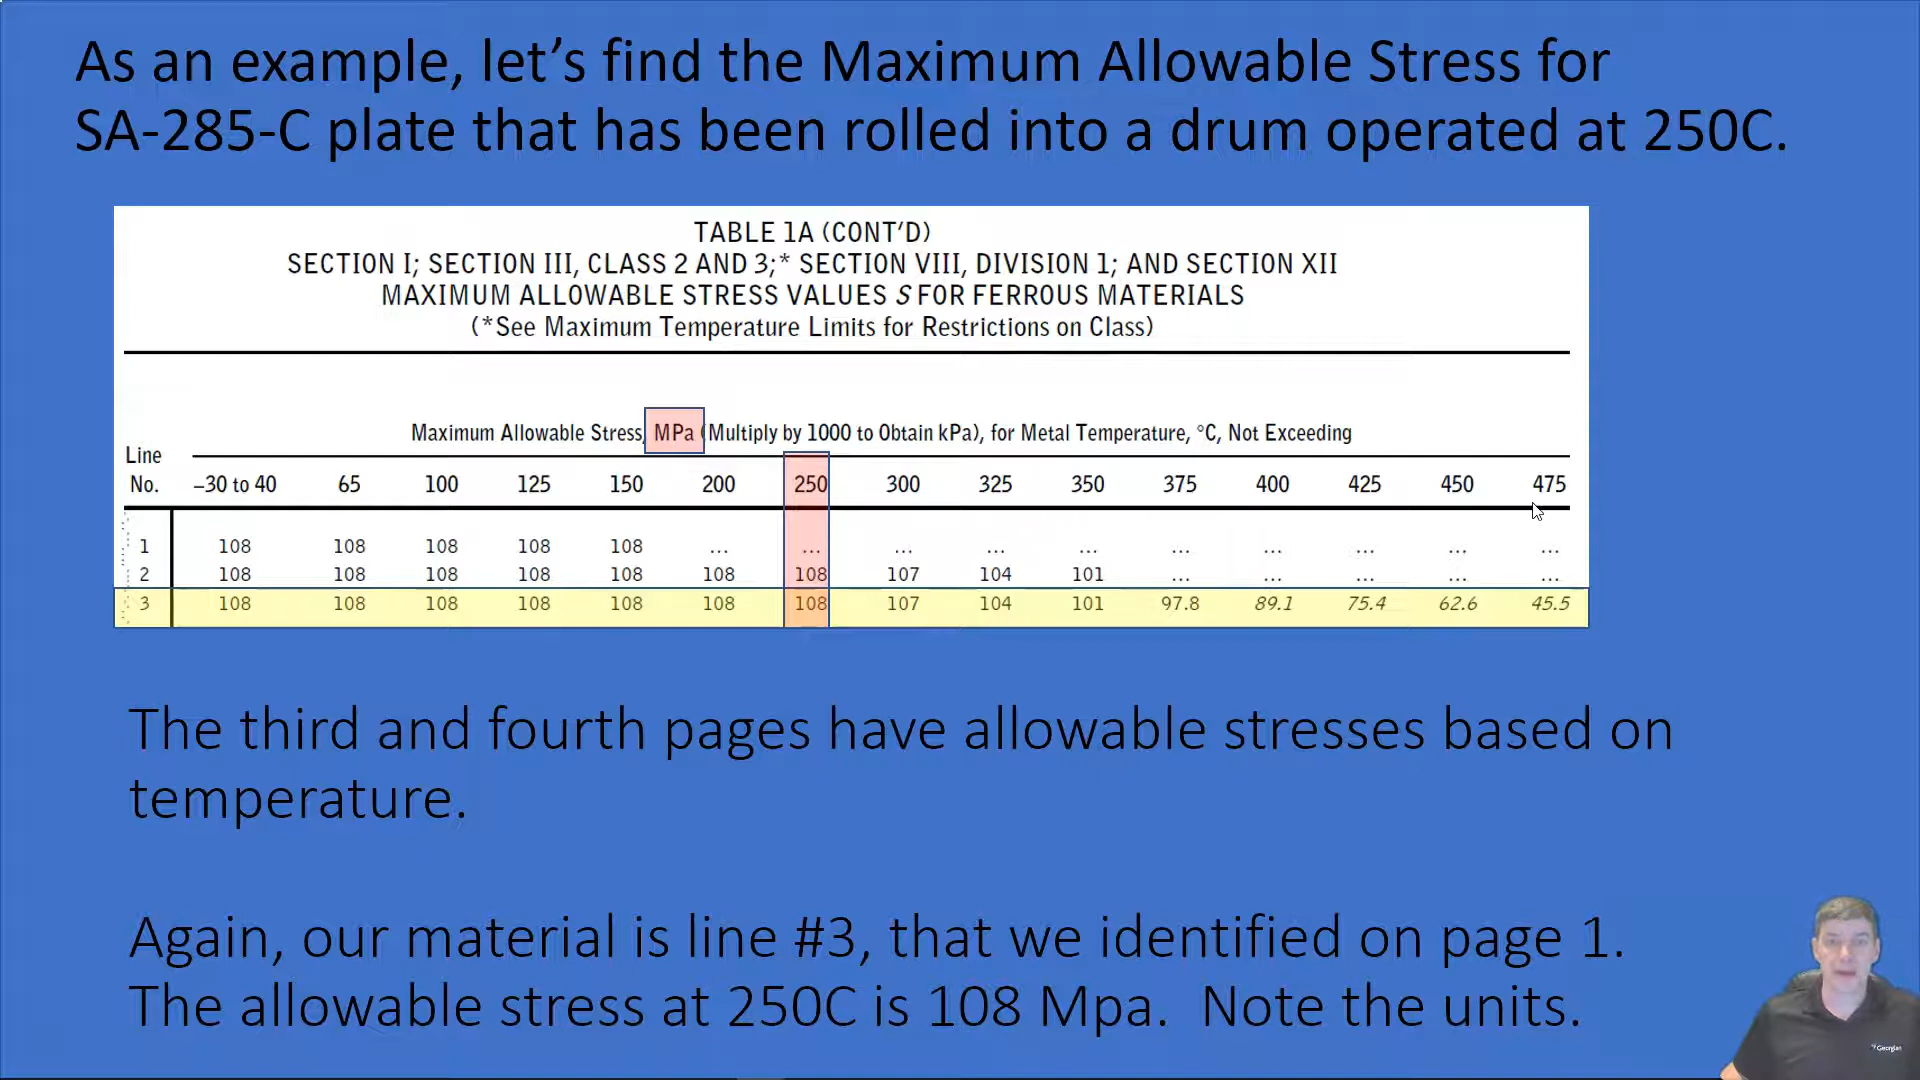 As an example, let’s find the Maximum Allowable Stress for
SA-285-C plate that has been rolled into a drum operated at 250C.
TABLE 1A (CONT’D)
SECTION I; SECTION III, CLASS 2 AND 3;* SECTION VIII, DIVISION 1; AND SECTION XII
MAXIMUM ALLOWABLE STRESS VALUES S FOR FERROUS MATERIALS
(*See Maximum Temperature Limits for Restrictions on Class)
Maximum Allowable Stress, MPa (Multiply by 1000 to Obtain kPa), for Metal Temperature, °C, Not Exceeding
Line
No. –30 to 40 65 100 125 150 200 250 300 325 350 375 400 425 450 475
1 108 108 108 108 108 ... ... ... ... ... ... ... ... ... ...
2 108 108 108 108 108 108 108 107 104 101 ... ... ... ... ...
3 108 108 108 108 108 108 108 107 104 101 97.8 89.1 75.4 62.6 45.5
The third and fourth pages have allowable stresses based on
temperature.
Again, our material is line #3, that we identified on page 1.
The allowable stress at 250C is 108 Mpa. Note the units.
Georgian